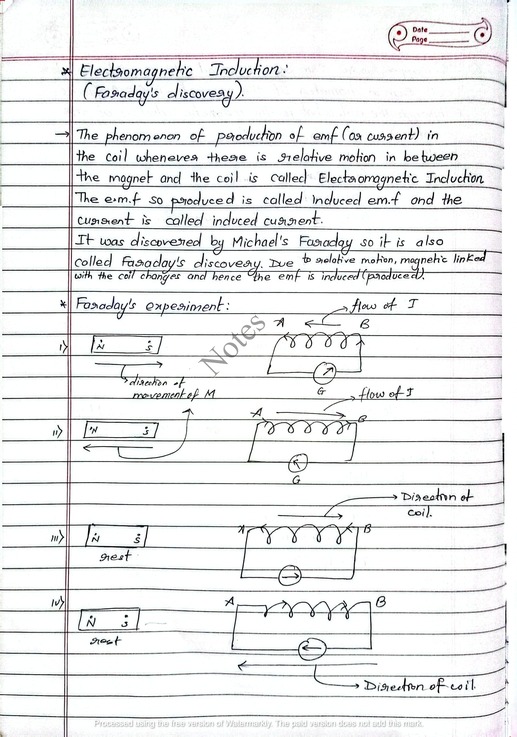 Date
Page
* Electromagnetic Induction:
(Faraday's discovery).
→ The phenomenon of production of emf (or current) in
the coil whenever there is relative motion in between
the magnet and the coil is called Electromagnetic Induction
The e.m.f so produced is called Induced em.f and the
current is called induced current.
It was discovered by Michael's Faraday so it is also
called Faraday's discovery. Due to relative motion, magnetic linked
with the coil changes and hence the emf is induced (produced)
* Faraday's experiment:
Notes
flow of I
A B
i) N S
G
direction of
movement of M
flow of I
A B
ii) N S
G
Direction of
coil.
A B
iii) N S
rest
A B
iv) N S
rest
Direction of coil.
Processed using the free version of Watermarkly. The paid version does not add this mark.